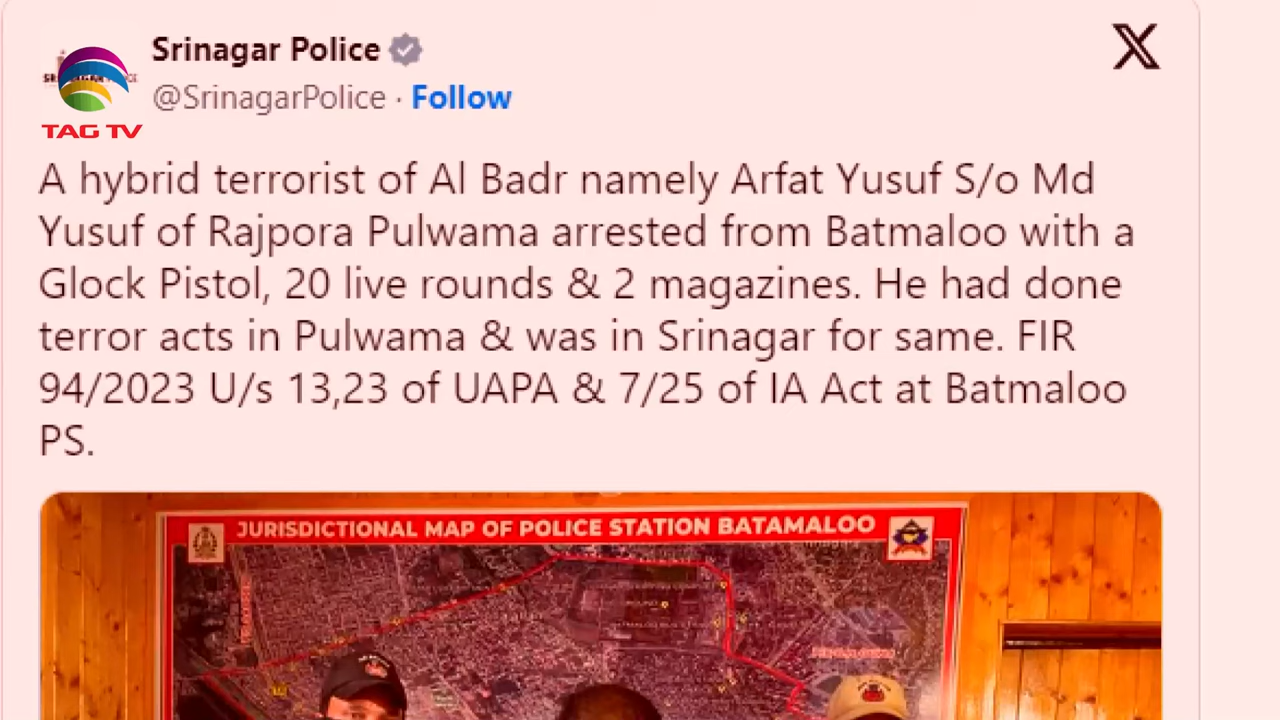 Srinagar Police
@SrinagarPolice · Follow
TAG TV
A hybrid terrorist of Al Badr namely Arfat Yusuf S/o Md
Yusuf of Rajpora Pulwama arrested from Batmaloo with a
Glock Pistol, 20 live rounds & 2 magazines. He had done
terror acts in Pulwama & was in Srinagar for same. FIR
94/2023 U/s 13,23 of UAPA & 7/25 of IA Act at Batmaloo
PS.
JURISDICTIONAL MAP OF POLICE STATION BATAMALOO